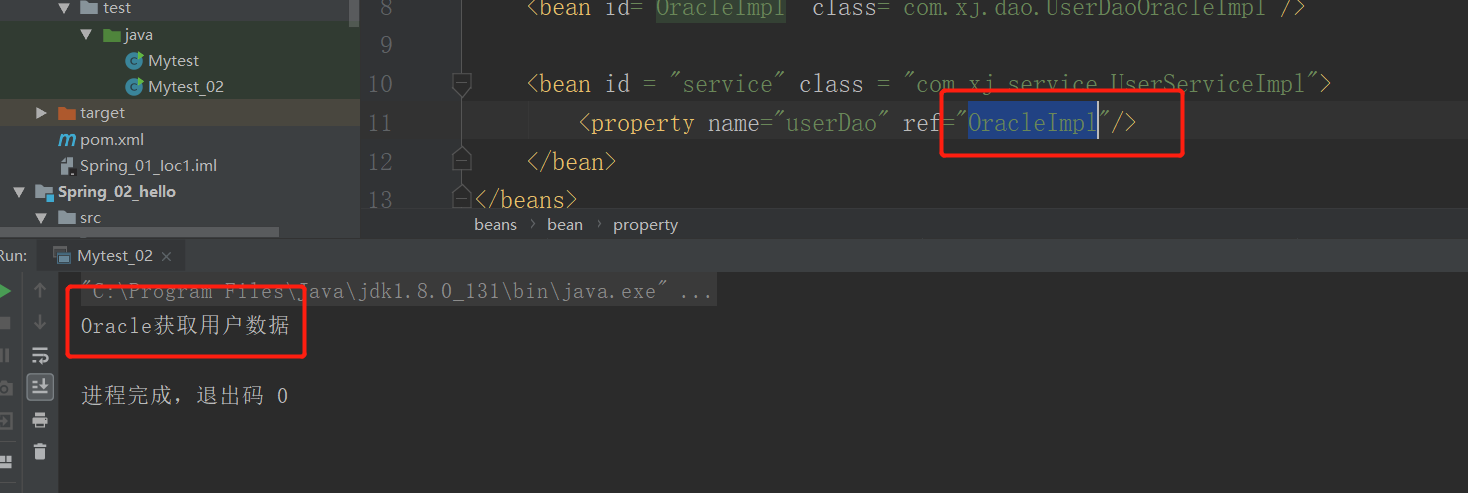 test
java
Mytest
Mytest_02
target
pom.xml
Spring_01_Ioc1.iml
Spring_02_hello
src
8 <bean id= OracleImpl class= com.xj.dao.UserDaoOracleImpl />
9
10 <bean id = "service" class = "com.xj.service.UserServiceImpl">
11 <property name="userDao" ref="OracleImpl"/>
12 </bean>
13 </beans>
beans › bean › property
Run: Mytest_02 ×
"C:\Program Files\Java\jdk1.8.0_131\bin\java.exe" ...
Oracle获取用户数据
进程完成，退出码 0